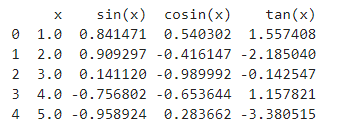 x sin(x) cosin(x) tan(x)
0 1.0 0.841471 0.540302 1.557408
1 2.0 0.909297 -0.416147 -2.185040
2 3.0 0.141120 -0.989992 -0.142547
3 4.0 -0.756802 -0.653644 1.157821
4 5.0 -0.958924 0.283662 -3.380515